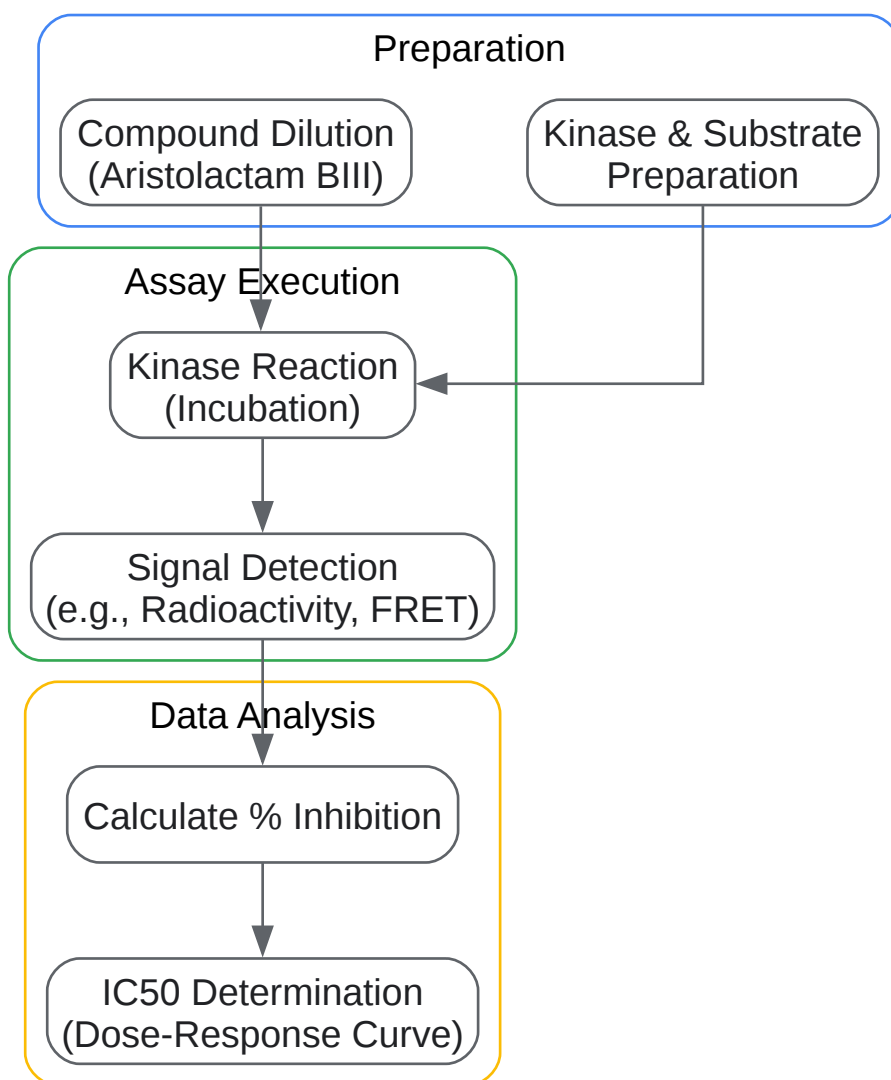 Preparation
Compound Dilution
(Aristolactam BIII)
Kinase & Substrate
Preparation
Assay Execution
Kinase Reaction
(Incubation)
Signal Detection
(e.g., Radioactivity, FRET)
Data Analysis
Calculate % Inhibition
IC50 Determination
(Dose-Response Curve)